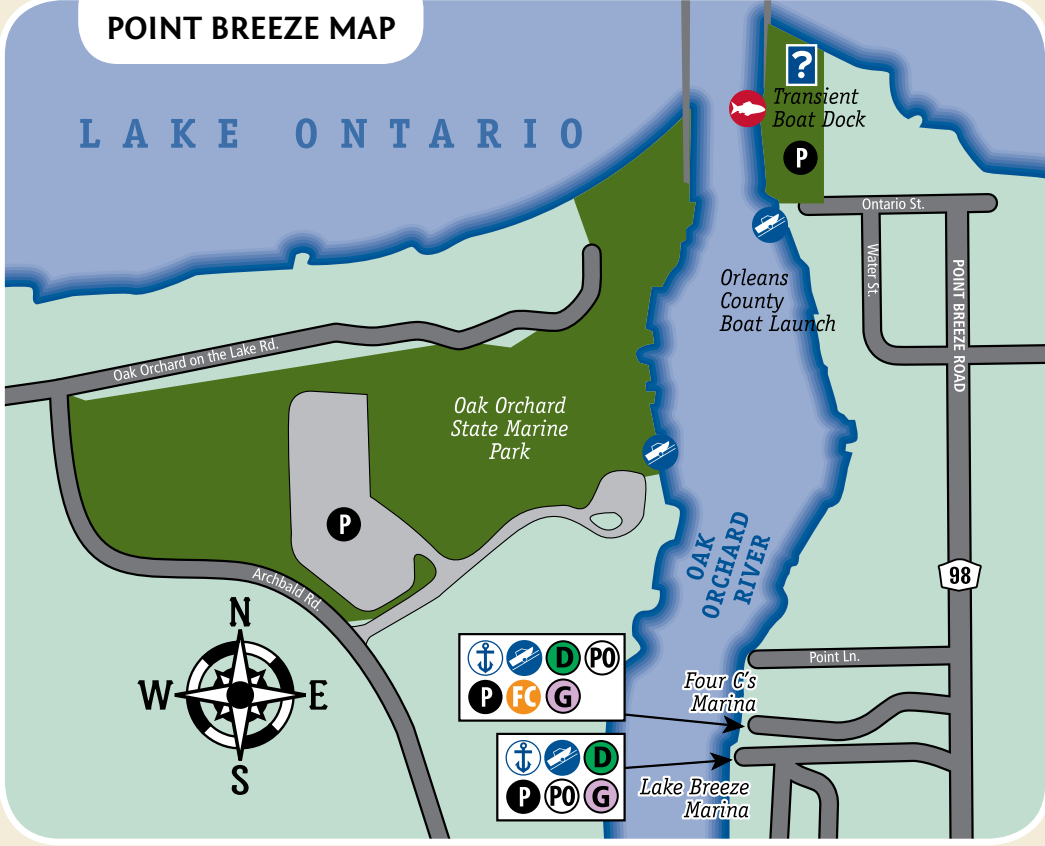 POINT BREEZE MAP
LAKE ONTARIO
?
Transient
Boat Dock
P
Ontario St.
Water St.
POINT BREEZE ROAD
Orleans
County
Boat Launch
Oak Orchard on the Lake Rd.
Oak Orchard
State Marine
Park
P
OAK
ORCHARD
RIVER
98
Archbald Rd.
N
W E
S
D PO
P FC G
Point Ln.
Four C's
Marina
D
P PO G
Lake Breeze
Marina